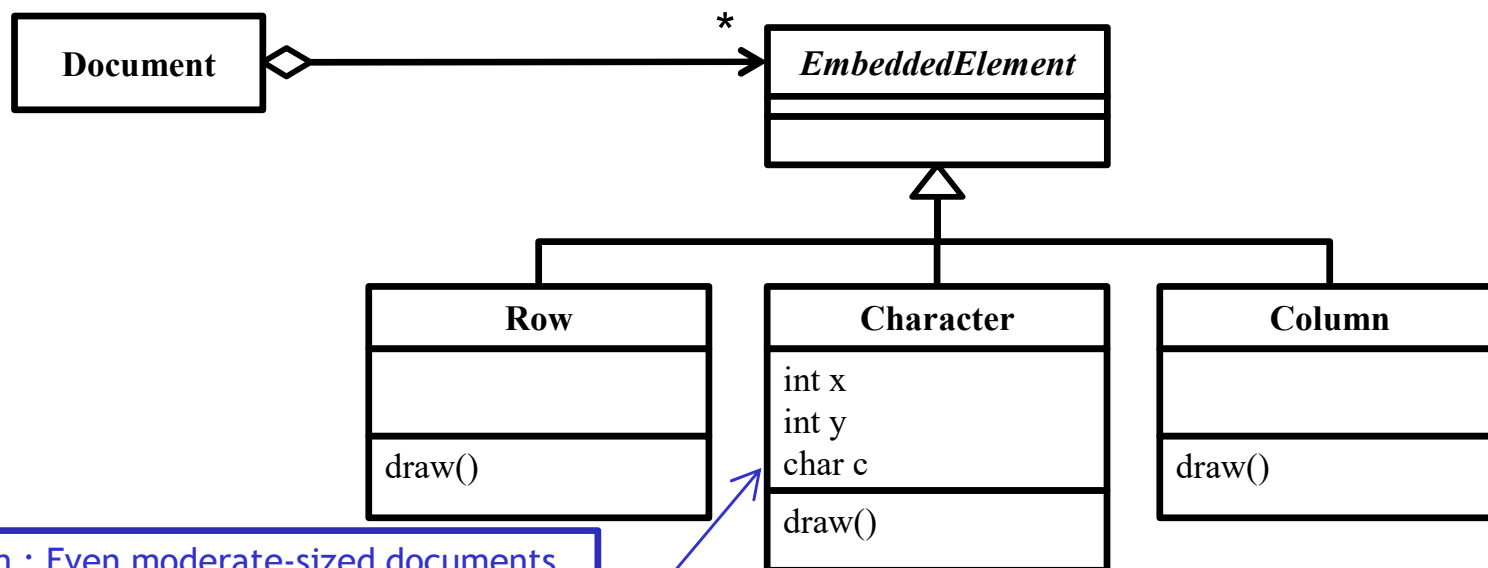 *
Document
EmbeddedElement
Row
Character
Column
int x
int y
char c
draw()
draw()
draw()
: Even moderate-sized documents